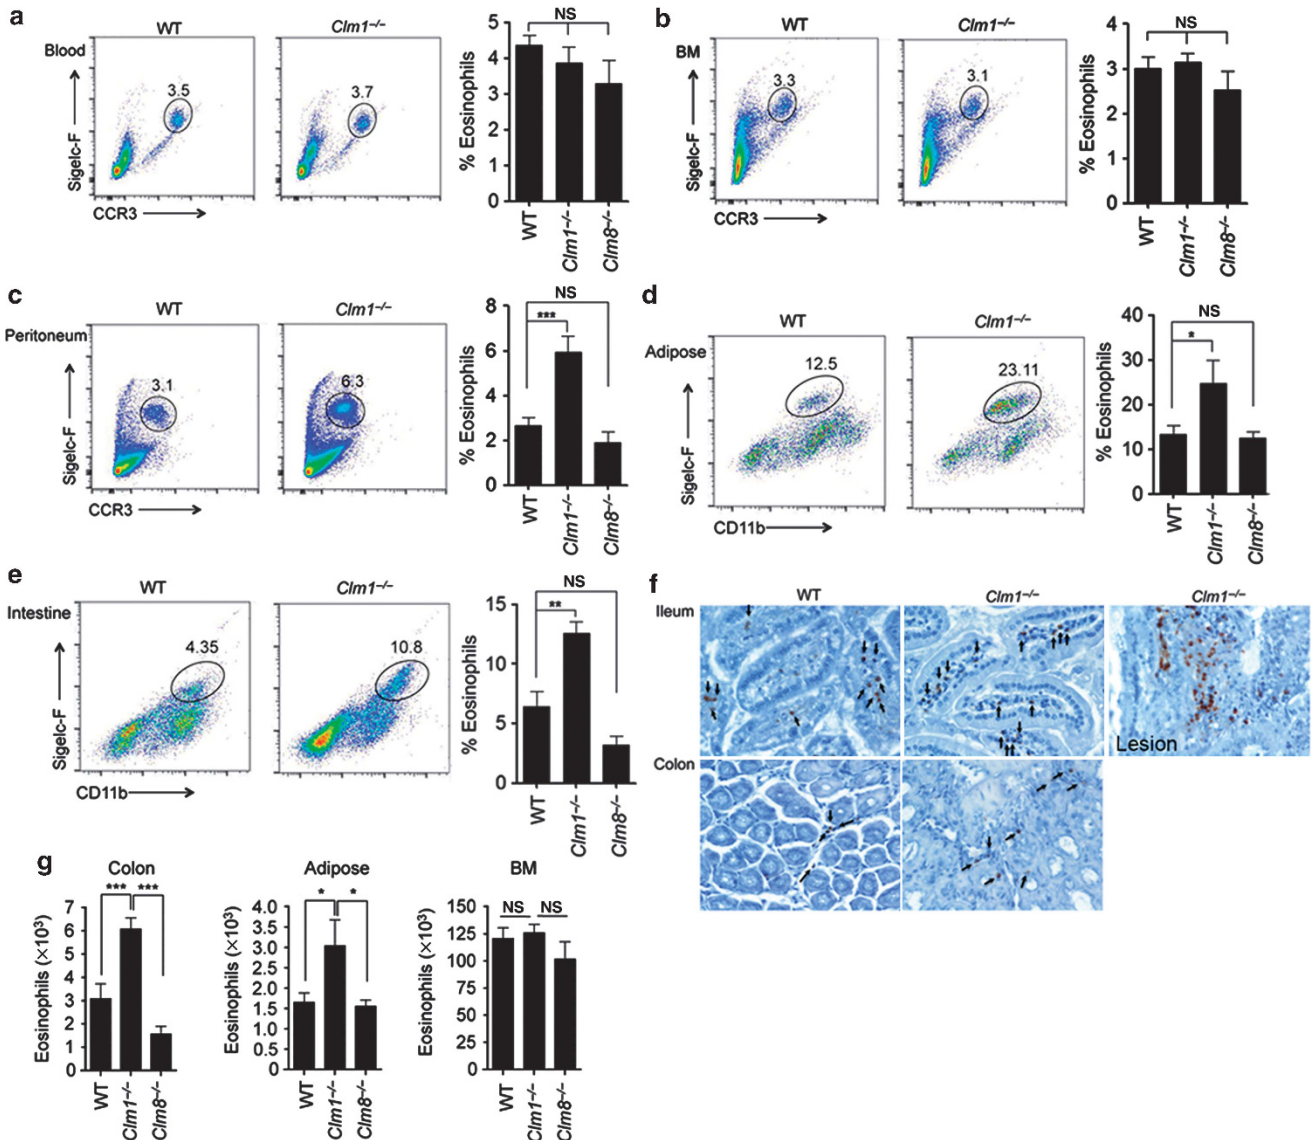 a
WT
Clm1–/–
Blood
3.5
3.7
Siglec-F
CCR3
% Eosinophils
5
4
3
2
1
0
NS
WT
Clm1–/–
Clm8–/–
b
WT
Clm1–/–
BM
3.3
3.1
Sigelc-F
CCR3
% Eosinophils
4
3
2
1
0
NS
WT
Clm1–/–
Clm8–/–
c
WT
Clm1–/–
Peritoneum
3.1
6.3
Sigelc-F
CCR3
% Eosinophils
8
6
4
2
0
NS
***
WT
Clm1–/–
Clm8–/–
d
WT
Clm1–/–
Adipose
12.5
23.11
Sigelc-F
CD11b
% Eosinophils
40
30
20
10
0
NS
*
WT
Clm1–/–
Clm8–/–
e
WT
Clm1–/–
Intestine
4.35
10.8
Sigelc-F
CD11b
% Eosinophils
15
10
5
0
NS
**
WT
Clm1–/–
Clm8–/–
f
WT
Clm1–/–
Clm1–/–
Ileum
Lesion
Colon
g
Colon
*** ***
Eosinophils (×10³)
7
6
5
4
3
2
1
0
WT
Clm1–/–
Clm8–/–
Adipose
* *
Eosinophils (×10³)
4.0
3.5
3.0
2.5
2.0
1.5
1.0
0.5
0
WT
Clm1–/–
Clm8–/–
BM
NS NS
Eosinophils (×10³)
150
125
100
75
50
25
0
WT
Clm1–/–
Clm8–/–